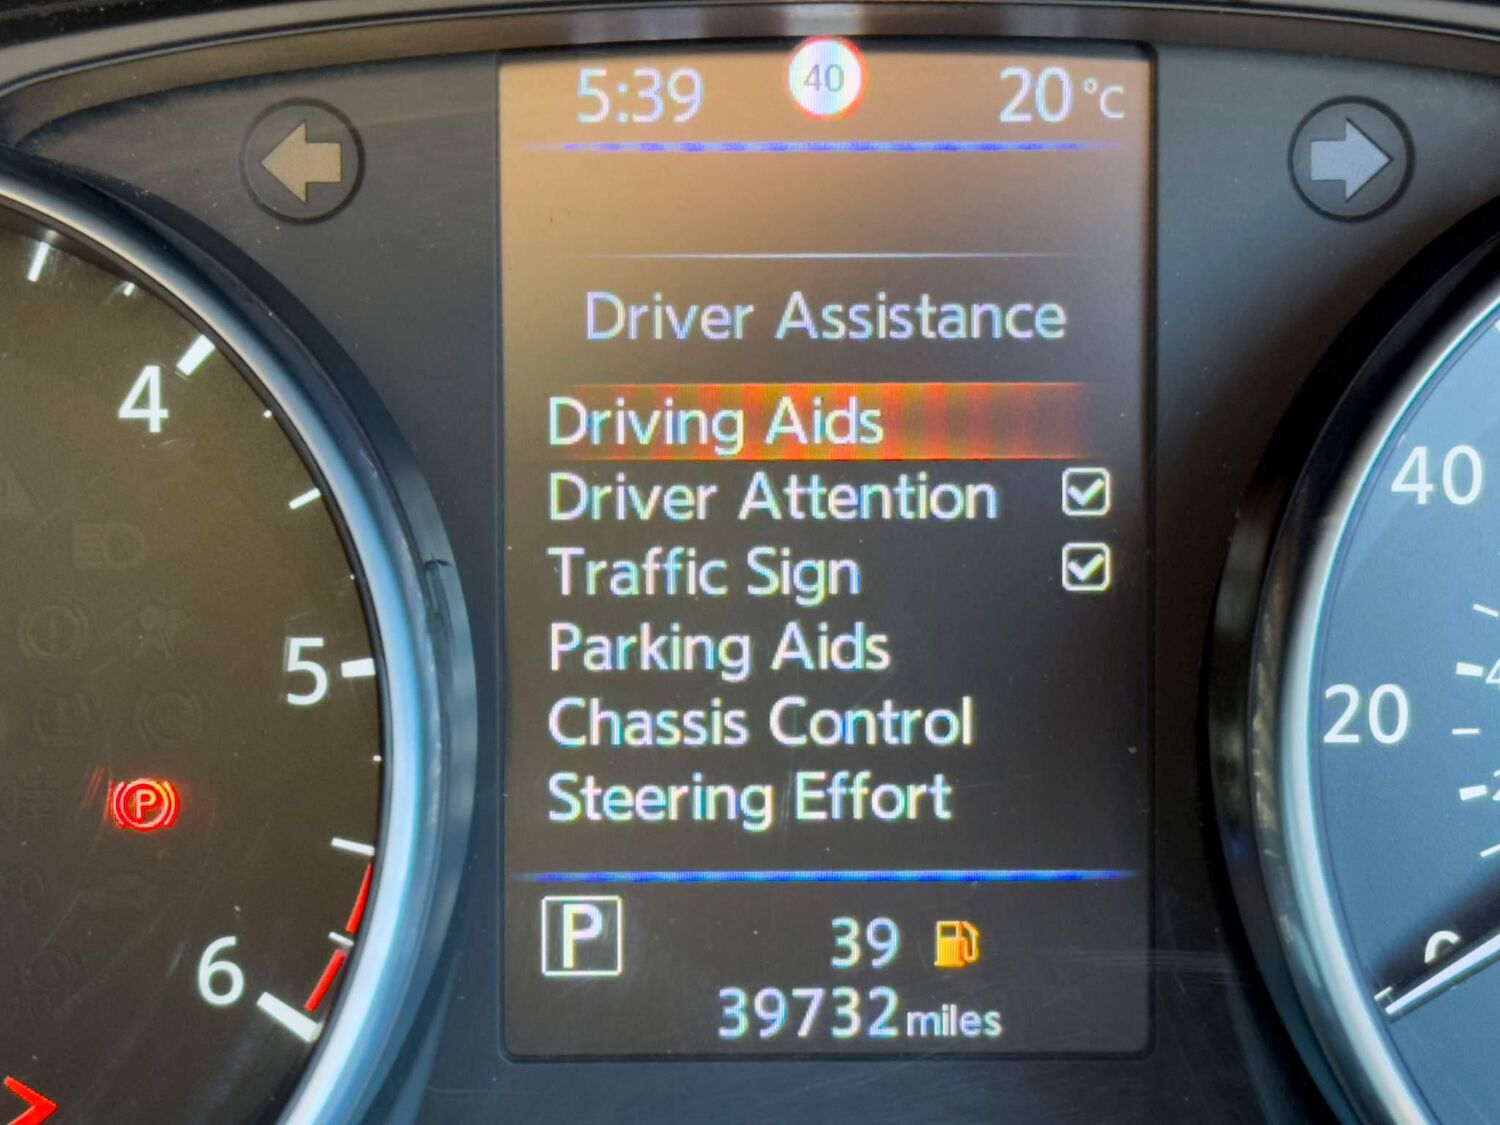 5:39 40 20°C
Driver Assistance
Driving Aids
Driver Attention
Traffic Sign
Parking Aids
Chassis Control
Steering Effort
P 39
39732 miles
4
5
P
6
40
20
0